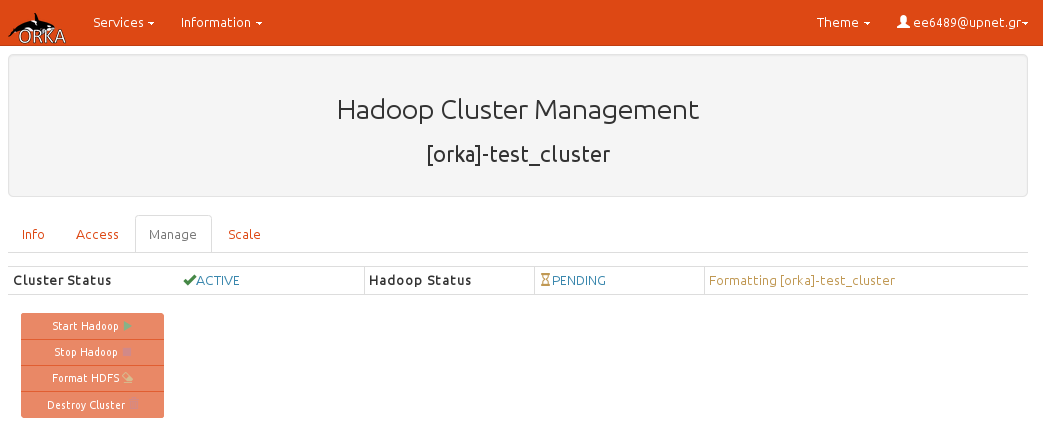 ORKA Services Information Theme ee6489@upnet.gr
Hadoop Cluster Management
[orka]-test_cluster
Info Access Manage Scale
Cluster Status ACTIVE Hadoop Status PENDING Formatting [orka]-test_cluster
Start Hadoop
Stop Hadoop
Format HDFS
Destroy Cluster